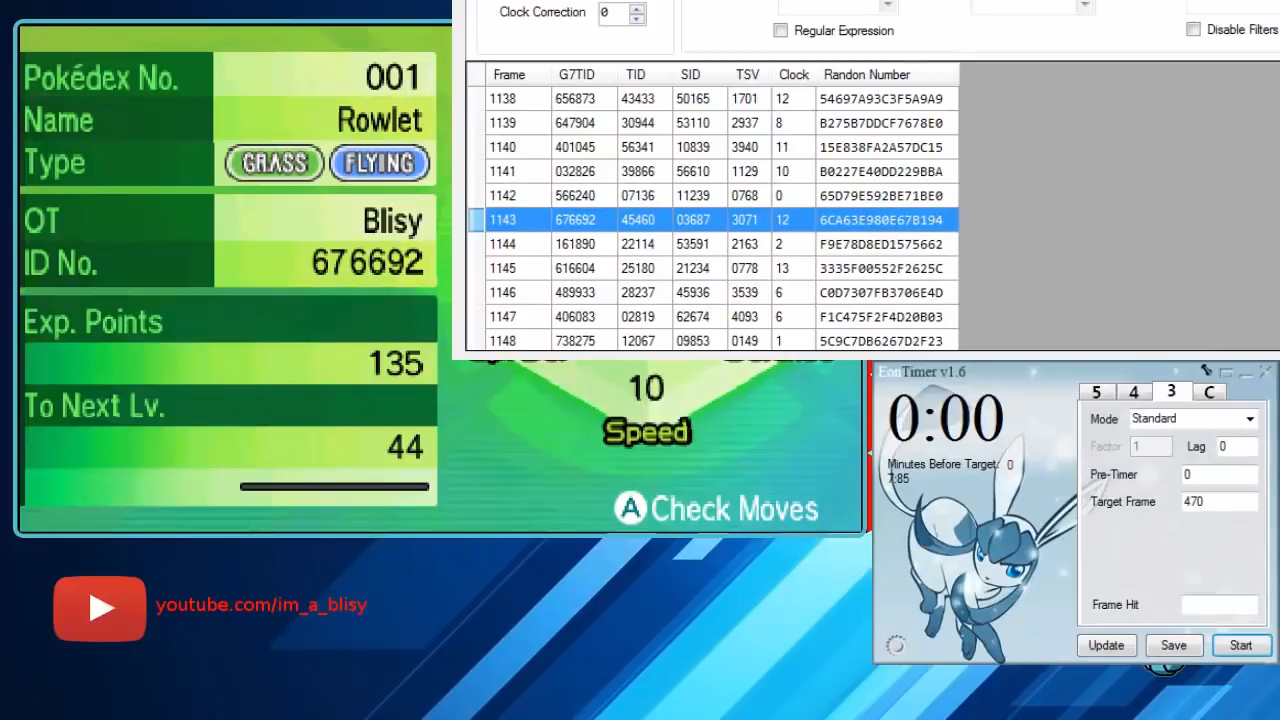 Clock Correction 0
Regular Expression
Disable Filters
Pokédex No. 001
Name Rowlet
Type GRASS FLYING
OT Blisy
ID No. 676692
Exp. Points
135
To Next Lv.
44
10
Speed
A Check Moves
Frame G7TID TID SID TSV Clock Randon Number
1138 656873 43433 50165 1701 12 54697A93C3F5A9A9
1139 647904 30944 53110 2937 8 B275B7DDCF7678E0
1140 401045 56341 10839 3940 11 15E838FA2A57DC15
1141 032826 39866 56610 1129 10 B0227E40DD229BBA
1142 566240 07136 11239 0768 0 65D79E592BE71BE0
1143 676692 45460 03687 3071 12 6CA63E980E67B194
1144 161890 22114 53591 2163 2 F9E78D8ED1575662
1145 616604 25180 21234 0778 13 3335F00552F2625C
1146 489933 28237 45936 3539 6 C0D7307FB3706E4D
1147 406083 02819 62674 4093 6 F1C475F2F4D20B03
1148 738275 12067 09853 0149 1 5C9C7DB6267D2F23
EonTimer v1.6
0:00
Minutes Before Target: 0
7:85
5 4 3 C
Mode Standard
Factor 1 Lag 0
Pre-Timer 0
Target Frame 470
Frame Hit
Update Save Start
youtube.com/im_a_blisy